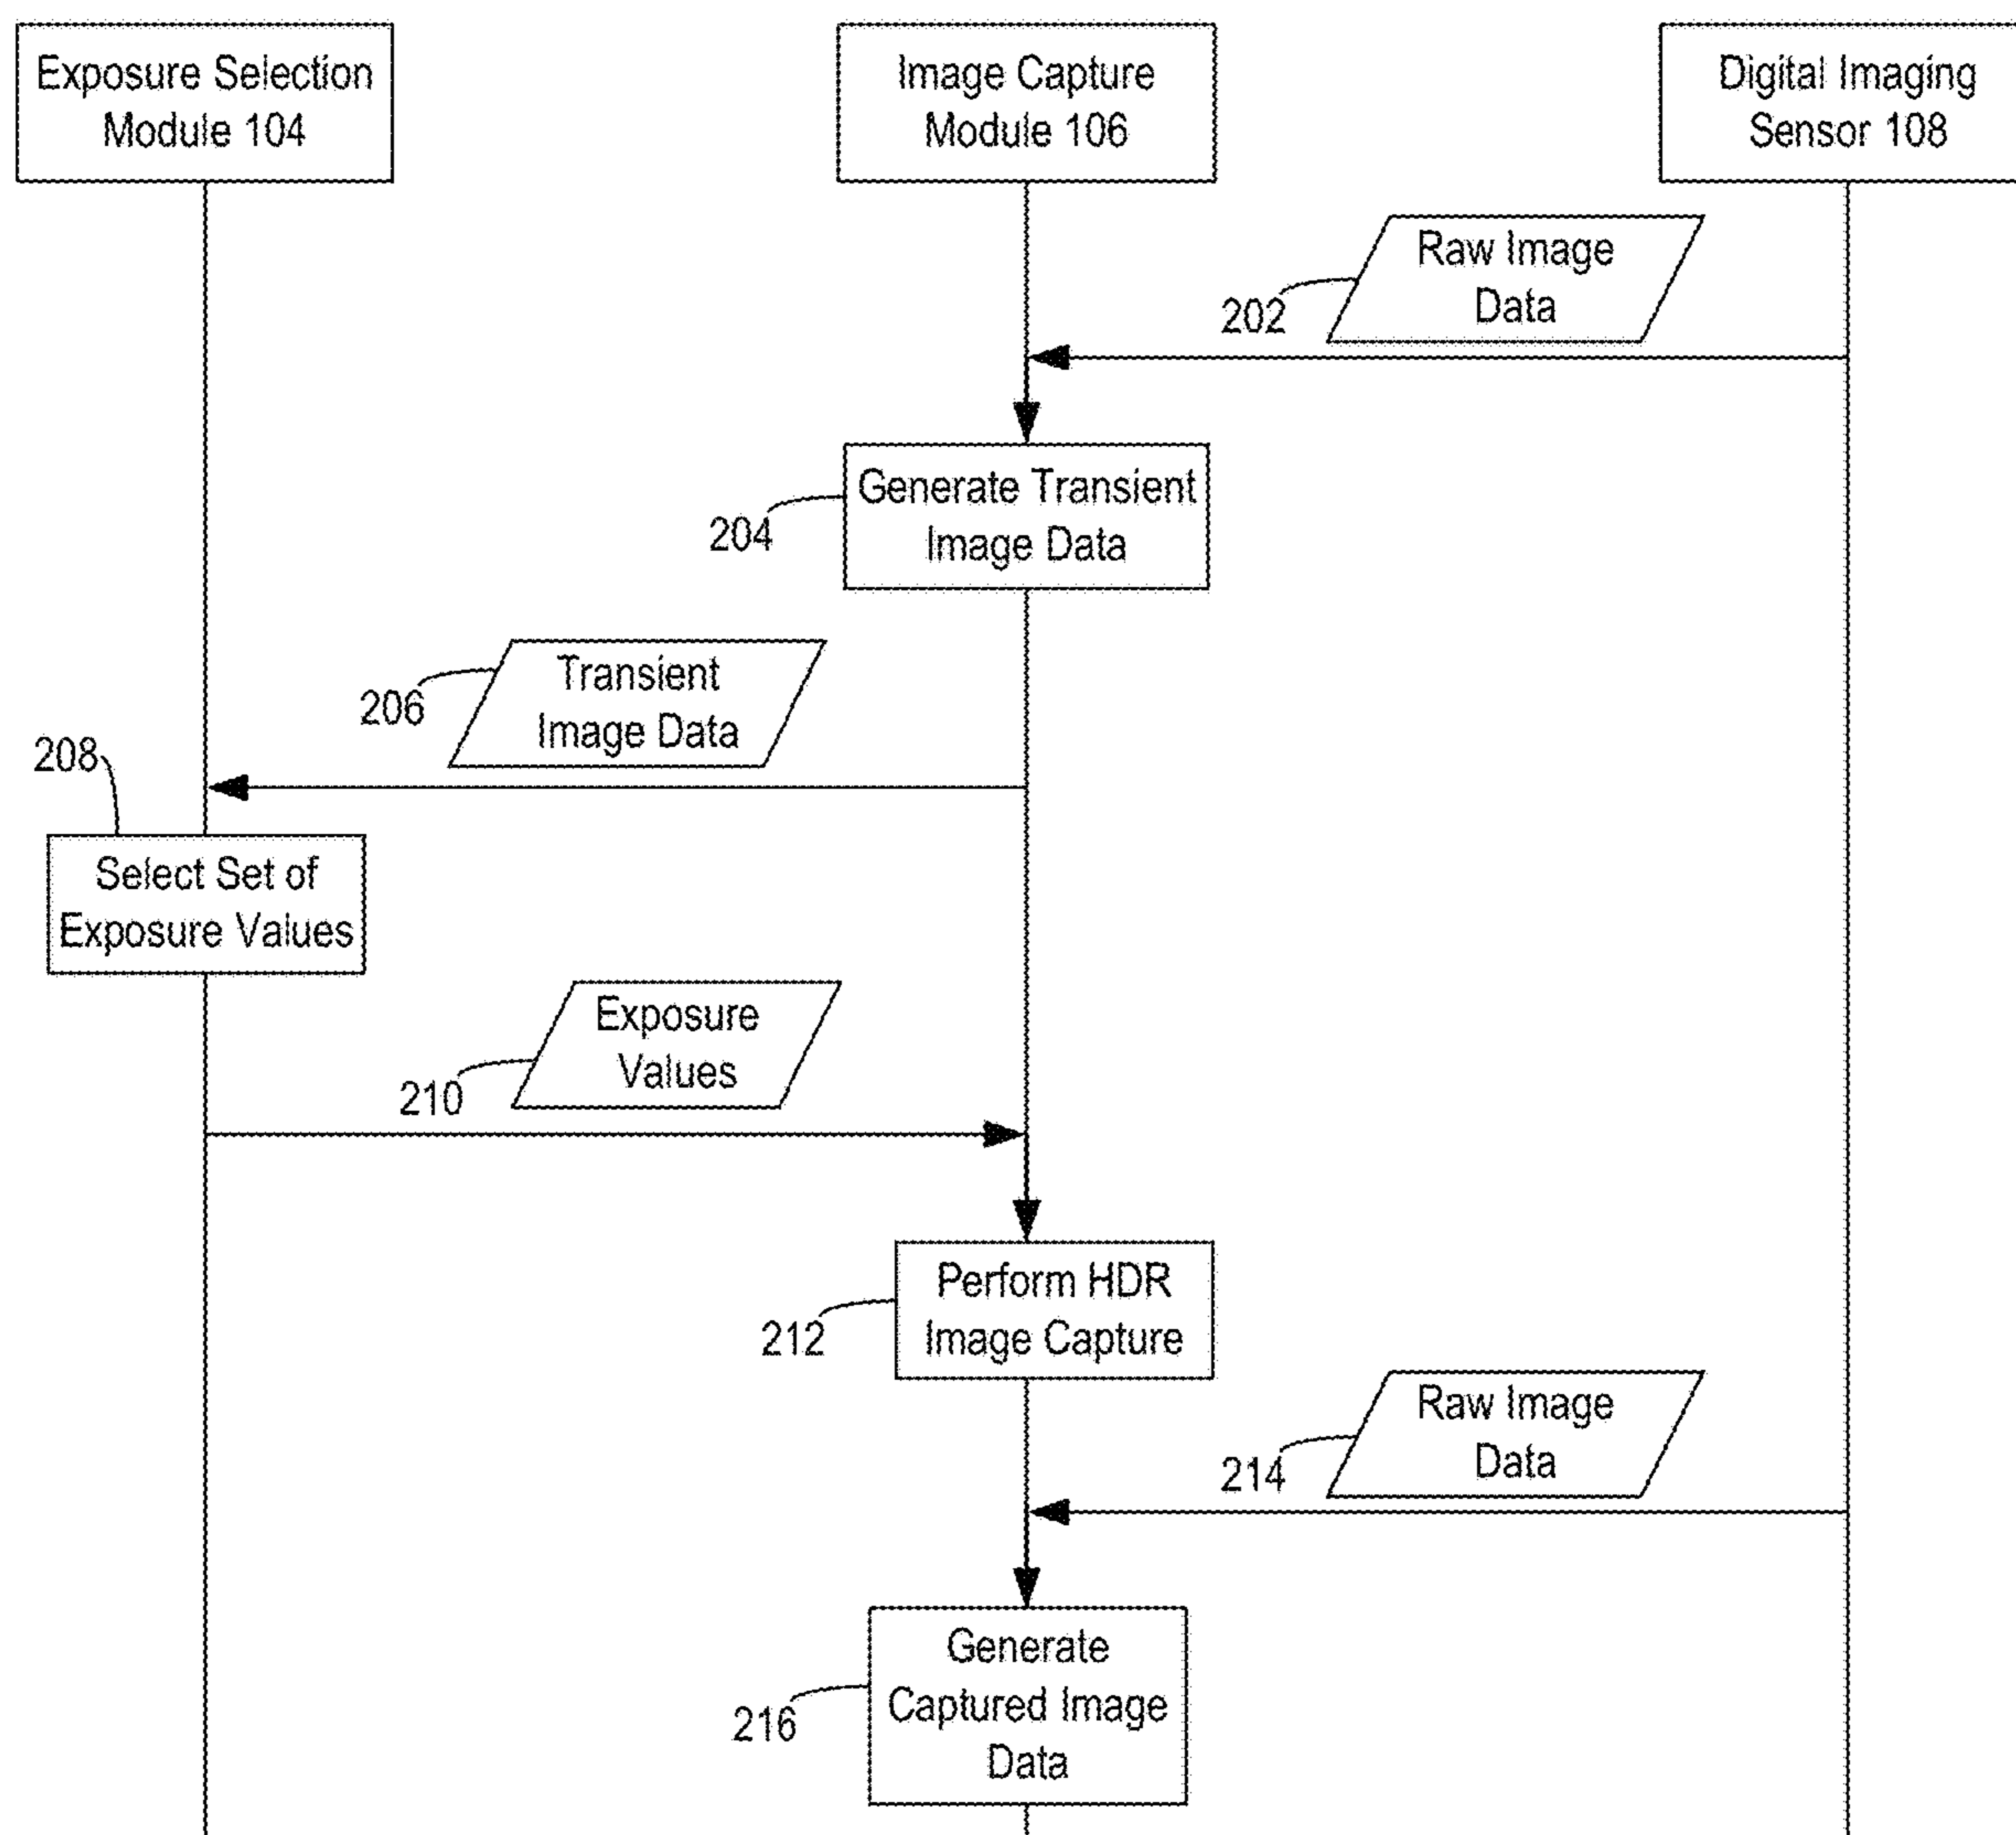 Exposure Selection
Module 104
Image Capture
Module 106
Digital Imaging
Sensor 108
Raw Image
Data
202
Generate Transient
Image Data
204
Transient
Image Data
206
208
Select Set of
Exposure Values
Exposure
Values
210
Perform HDR
Image Capture
212
Raw Image
Data
214
Generate
Captured Image
Data
216